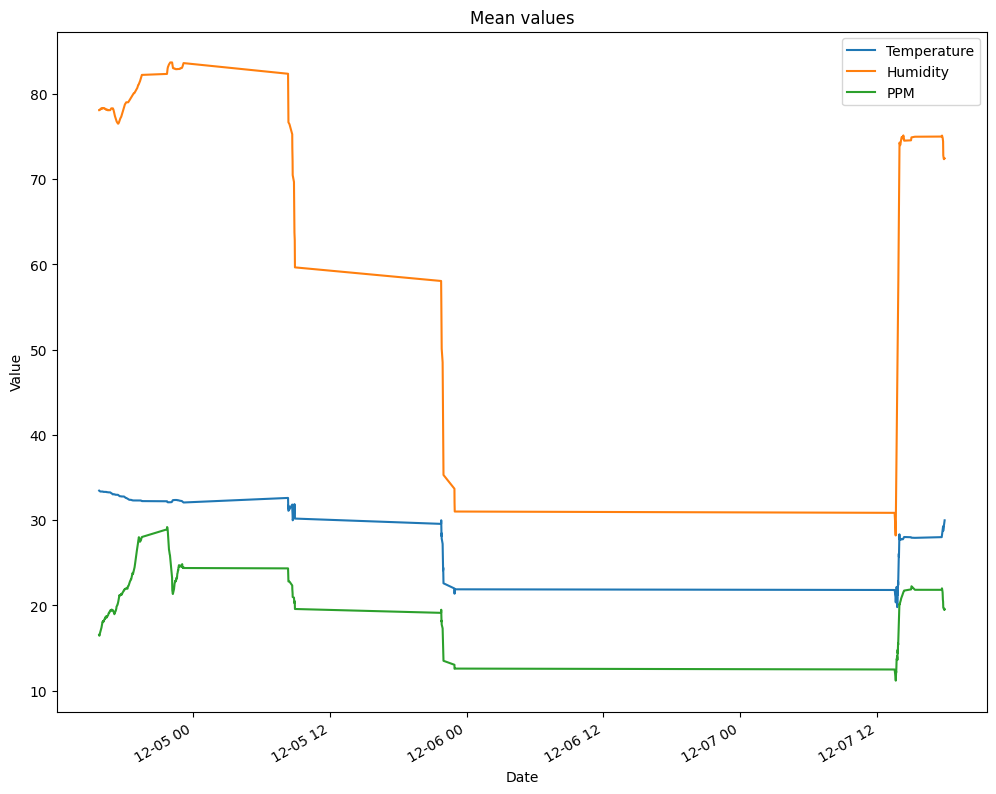 Mean values
Temperature
Humidity
PPM
80
70
60
50
40
30
20
10
Value
12-05 00
12-05 12
12-06 00
12-06 12
12-07 00
12-07 12
Date